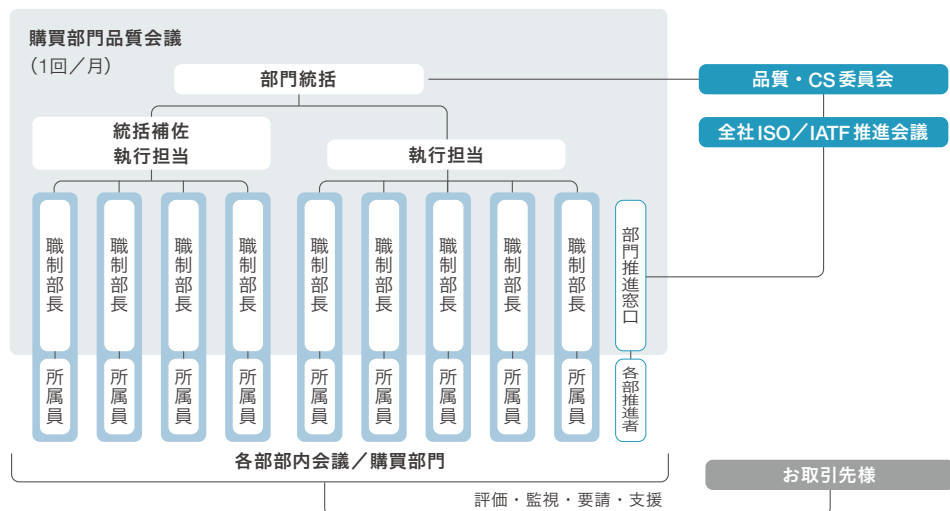 購買部門品質会議
(1回／月)
部門統括
品質・CS委員会
統括補佐
執行担当
執行担当
全社ISO／IATF推進会議
職制部長
職制部長
職制部長
職制部長
職制部長
職制部長
職制部長
職制部長
職制部長
部門推進窓口
所属員
所属員
所属員
所属員
所属員
所属員
所属員
所属員
所属員
各部推進者
各部部内会議／購買部門
お取引先様
評価・監視・要請・支援